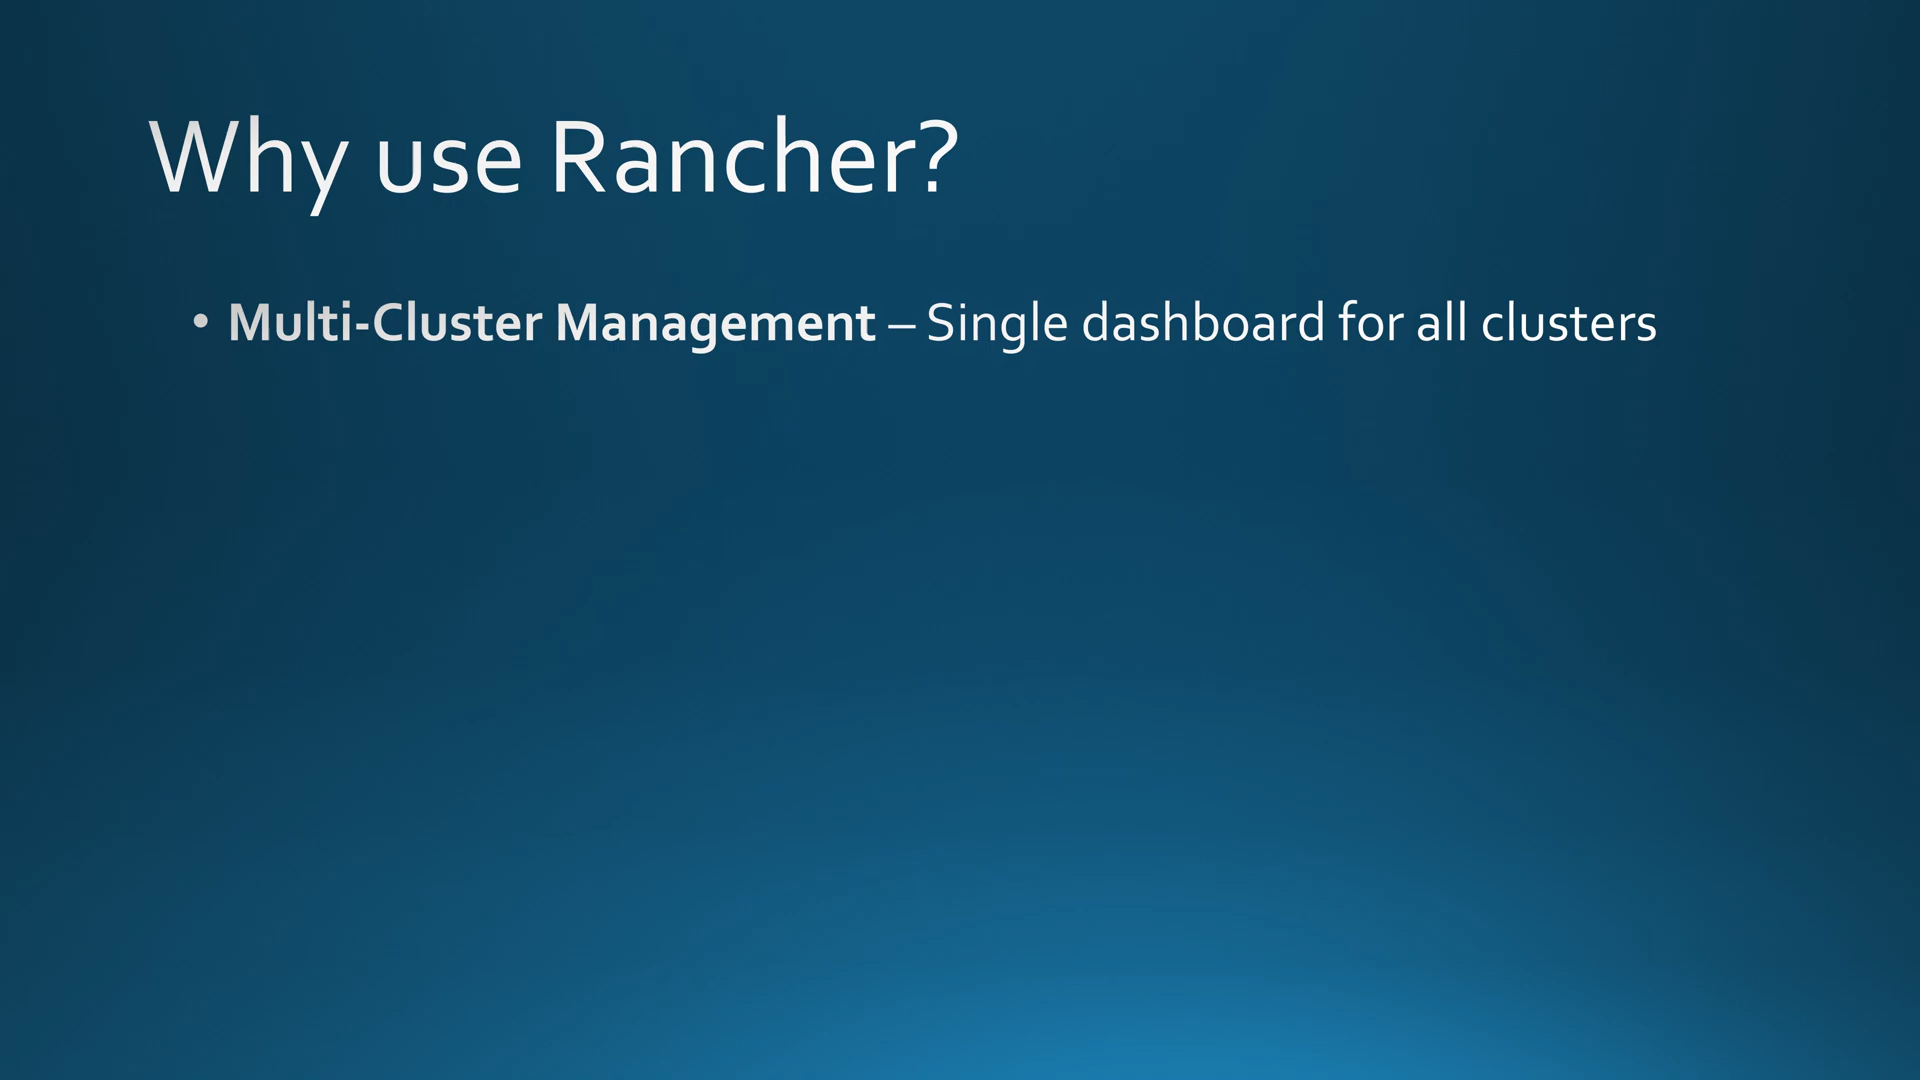 Why use Rancher?
• Multi-Cluster Management – Single dashboard for all clusters